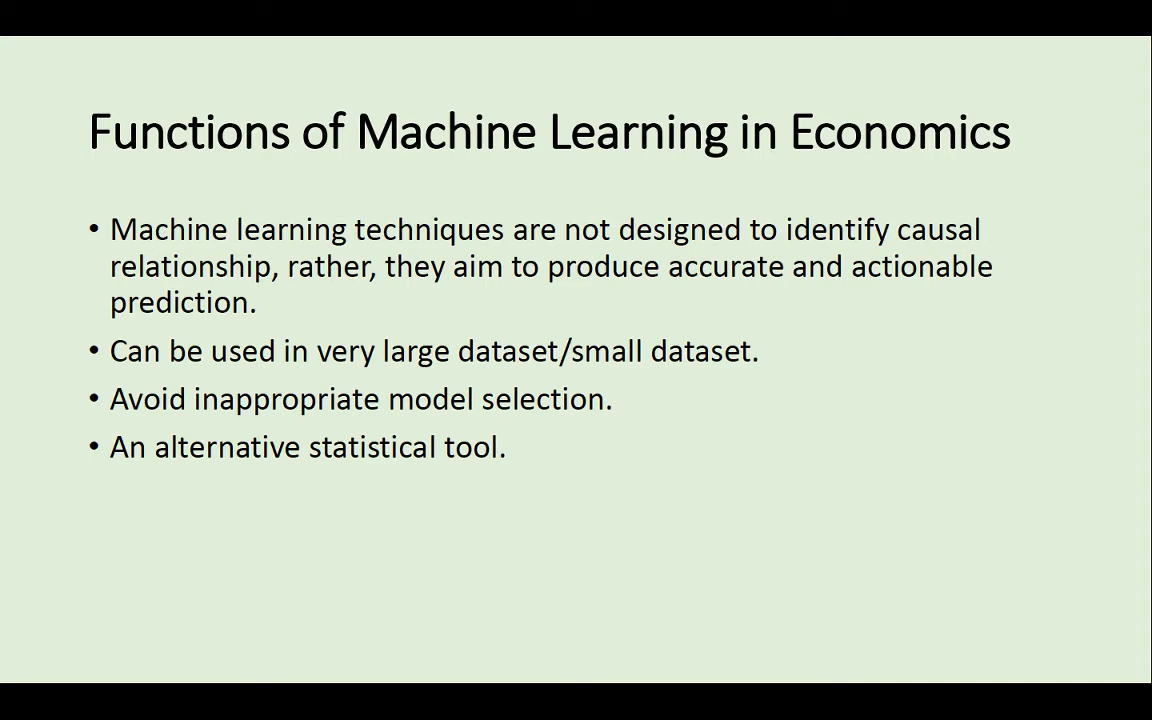 Functions of Machine Learning in Economics
• Machine learning techniques are not designed to identify causal
relationship, rather, they aim to produce accurate and actionable
prediction.
• Can be used in very large dataset/small dataset.
• Avoid inappropriate model selection.
• An alternative statistical tool.